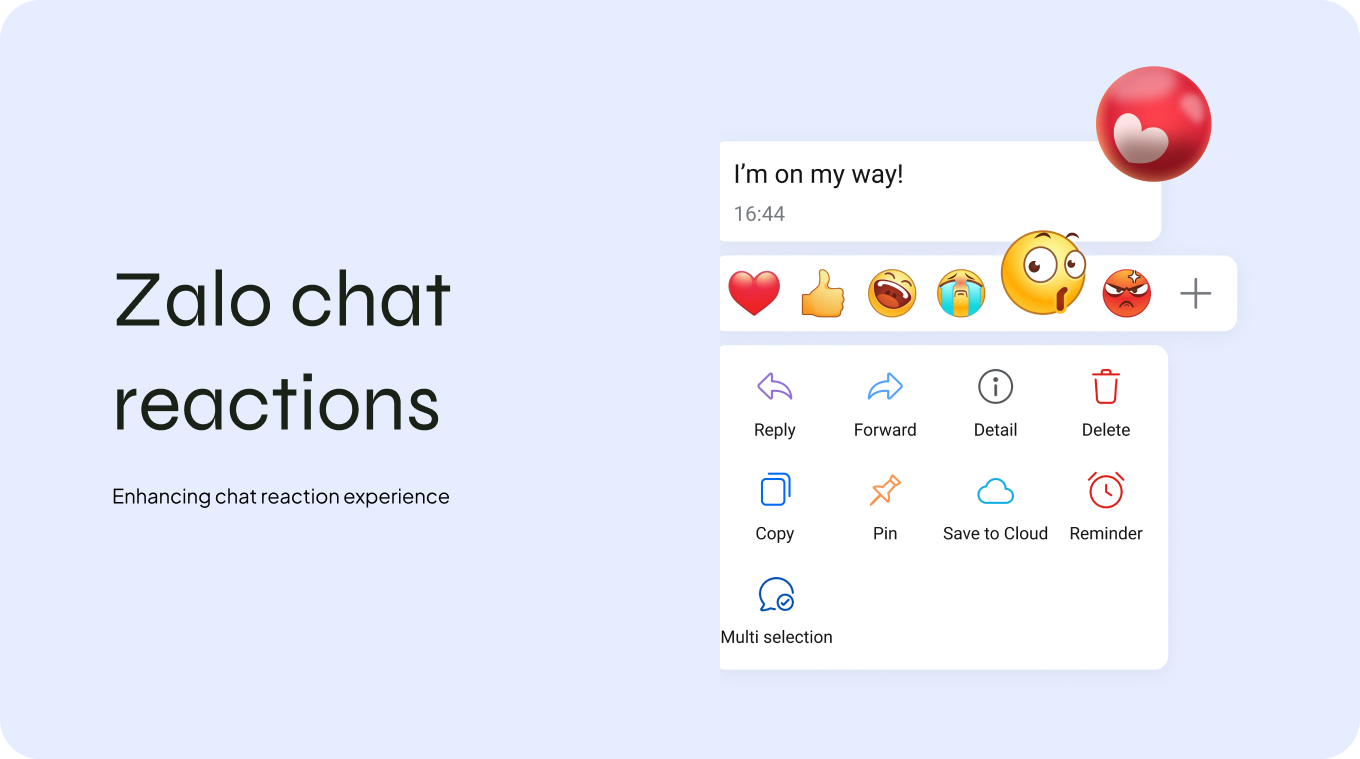 Zalo chat
reactions
Enhancing chat reaction experience
I’m on my way!
16:44
Reply
Forward
Detail
Delete
Copy
Pin
Save to Cloud
Reminder
Multi selection